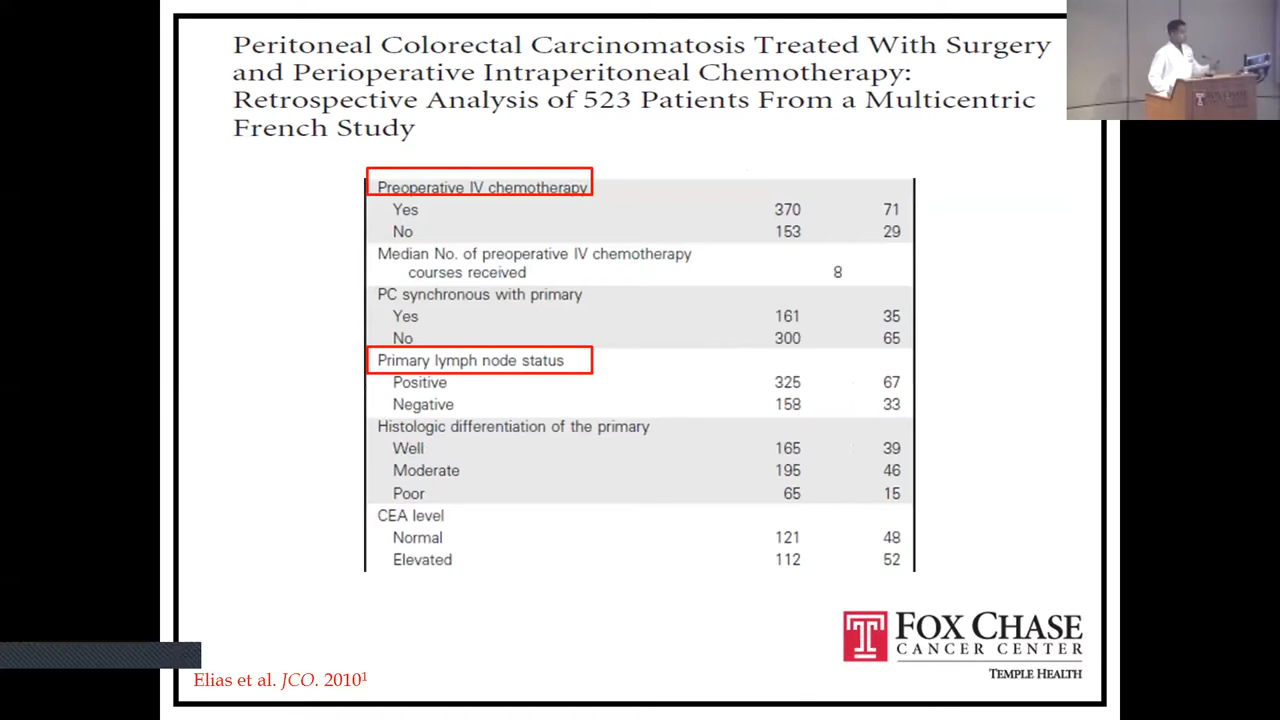 Peritoneal Colorectal Carcinomatosis Treated With Surgery
and Perioperative Intraperitoneal Chemotherapy:
Retrospective Analysis of 523 Patients From a Multicentric
French Study
Preoperative IV chemotherapy
Yes 370 71
No 153 29
Median No. of preoperative IV chemotherapy
courses received 8
PC synchronous with primary
Yes 161 35
No 300 65
Primary lymph node status
Positive 325 67
Negative 158 33
Histologic differentiation of the primary
Well 165 39
Moderate 195 46
Poor 65 15
CEA level
Normal 121 48
Elevated 112 52
FOX CHASE
CANCER CENTER
TEMPLE HEALTH
Elias et al. JCO. 2010¹
FOX CHASE